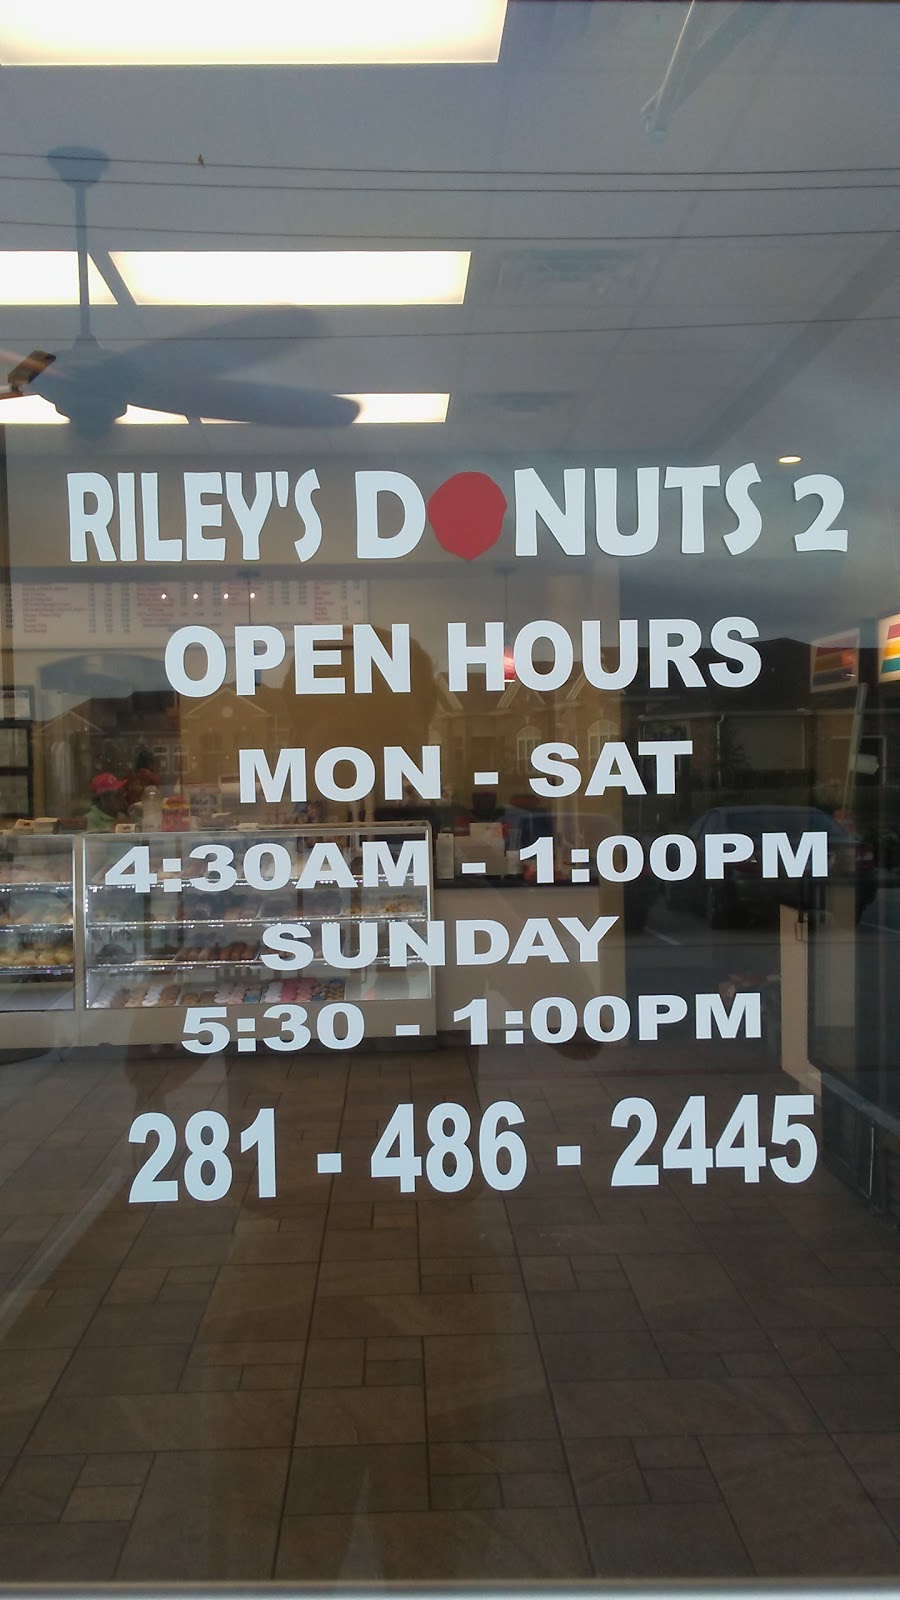 RILEY'S DONUTS 2
OPEN HOURS
MON - SAT
4:30AM - 1:00PM
SUNDAY
5:30 - 1:00PM
281 - 486 - 2445